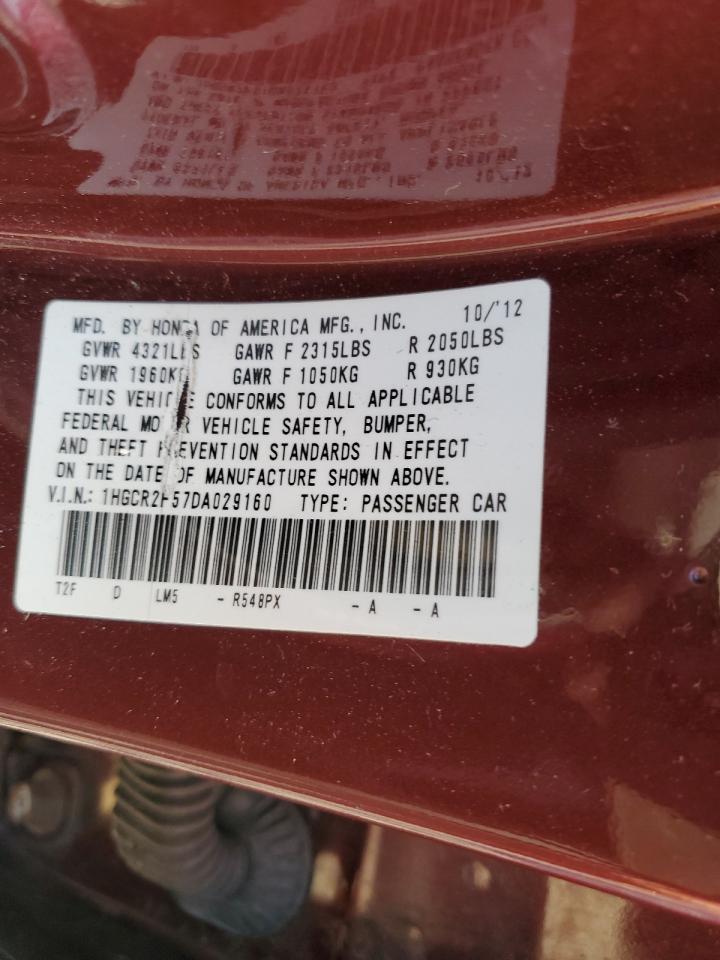 MFD. BY HONDA OF AMERICA MFG., INC. 10/'12
GVWR 4321LBS GAWR F 2315LBS R 2050LBS
GVWR 1960KG GAWR F 1050KG R 930KG
THIS VEHICLE CONFORMS TO ALL APPLICABLE
FEDERAL MOTOR VEHICLE SAFETY, BUMPER,
AND THEFT PREVENTION STANDARDS IN EFFECT
ON THE DATE OF MANUFACTURE SHOWN ABOVE.
V.I.N.: 1HGCR2F57DA029160 TYPE: PASSENGER CAR
T2F D LM5 - R548PX - A - A